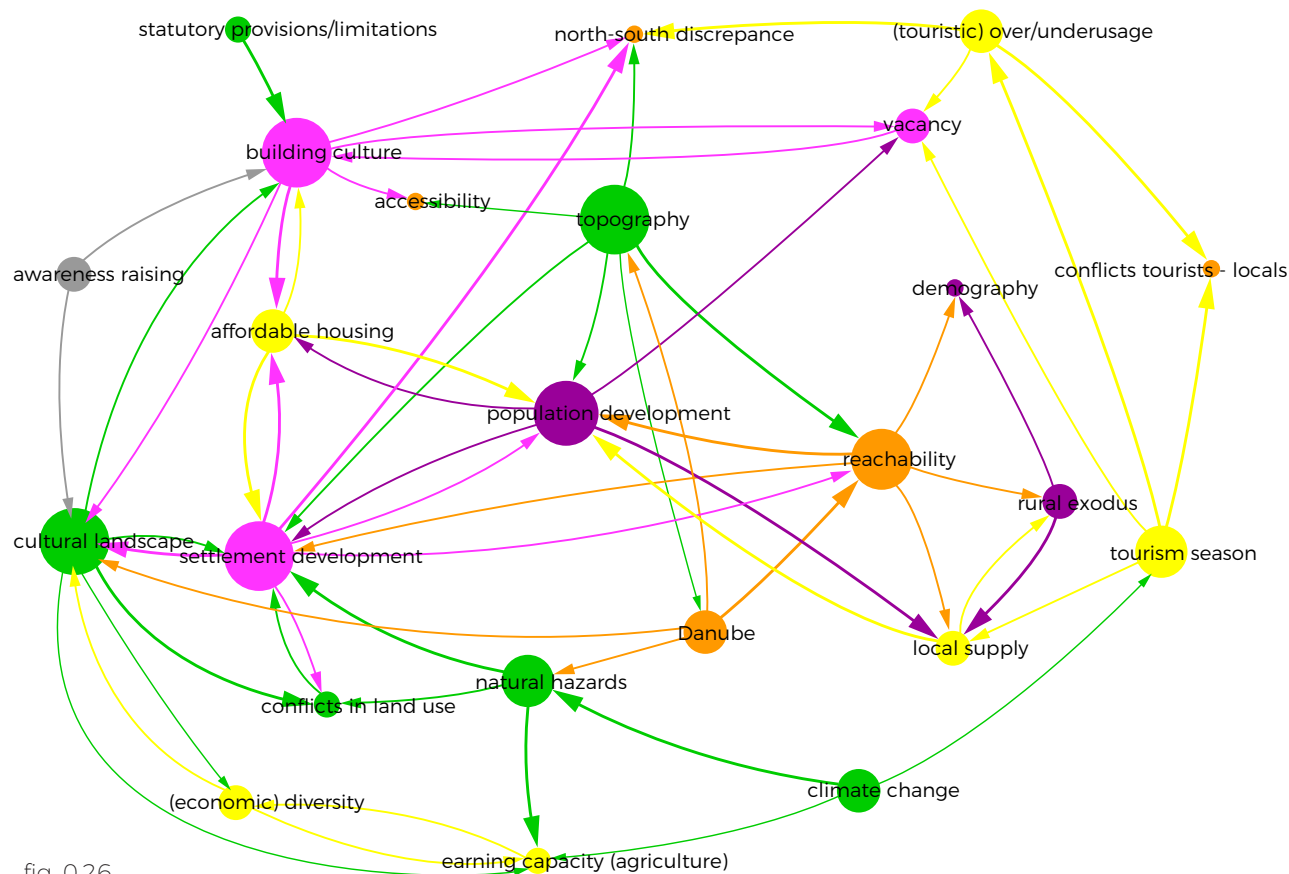 statutory provisions/limitations
north-south discrepance
(touristic) over/underusage
vacancy
building culture
accessibility
topography
awareness raising
conflicts tourists - locals
demography
affordable housing
population development
reachability
rural exodus
cultural landscape
settlement development
tourism season
Danube
local supply
natural hazards
conflicts in land use
climate change
(economic) diversity
earning capacity (agriculture)
fig. 0.26